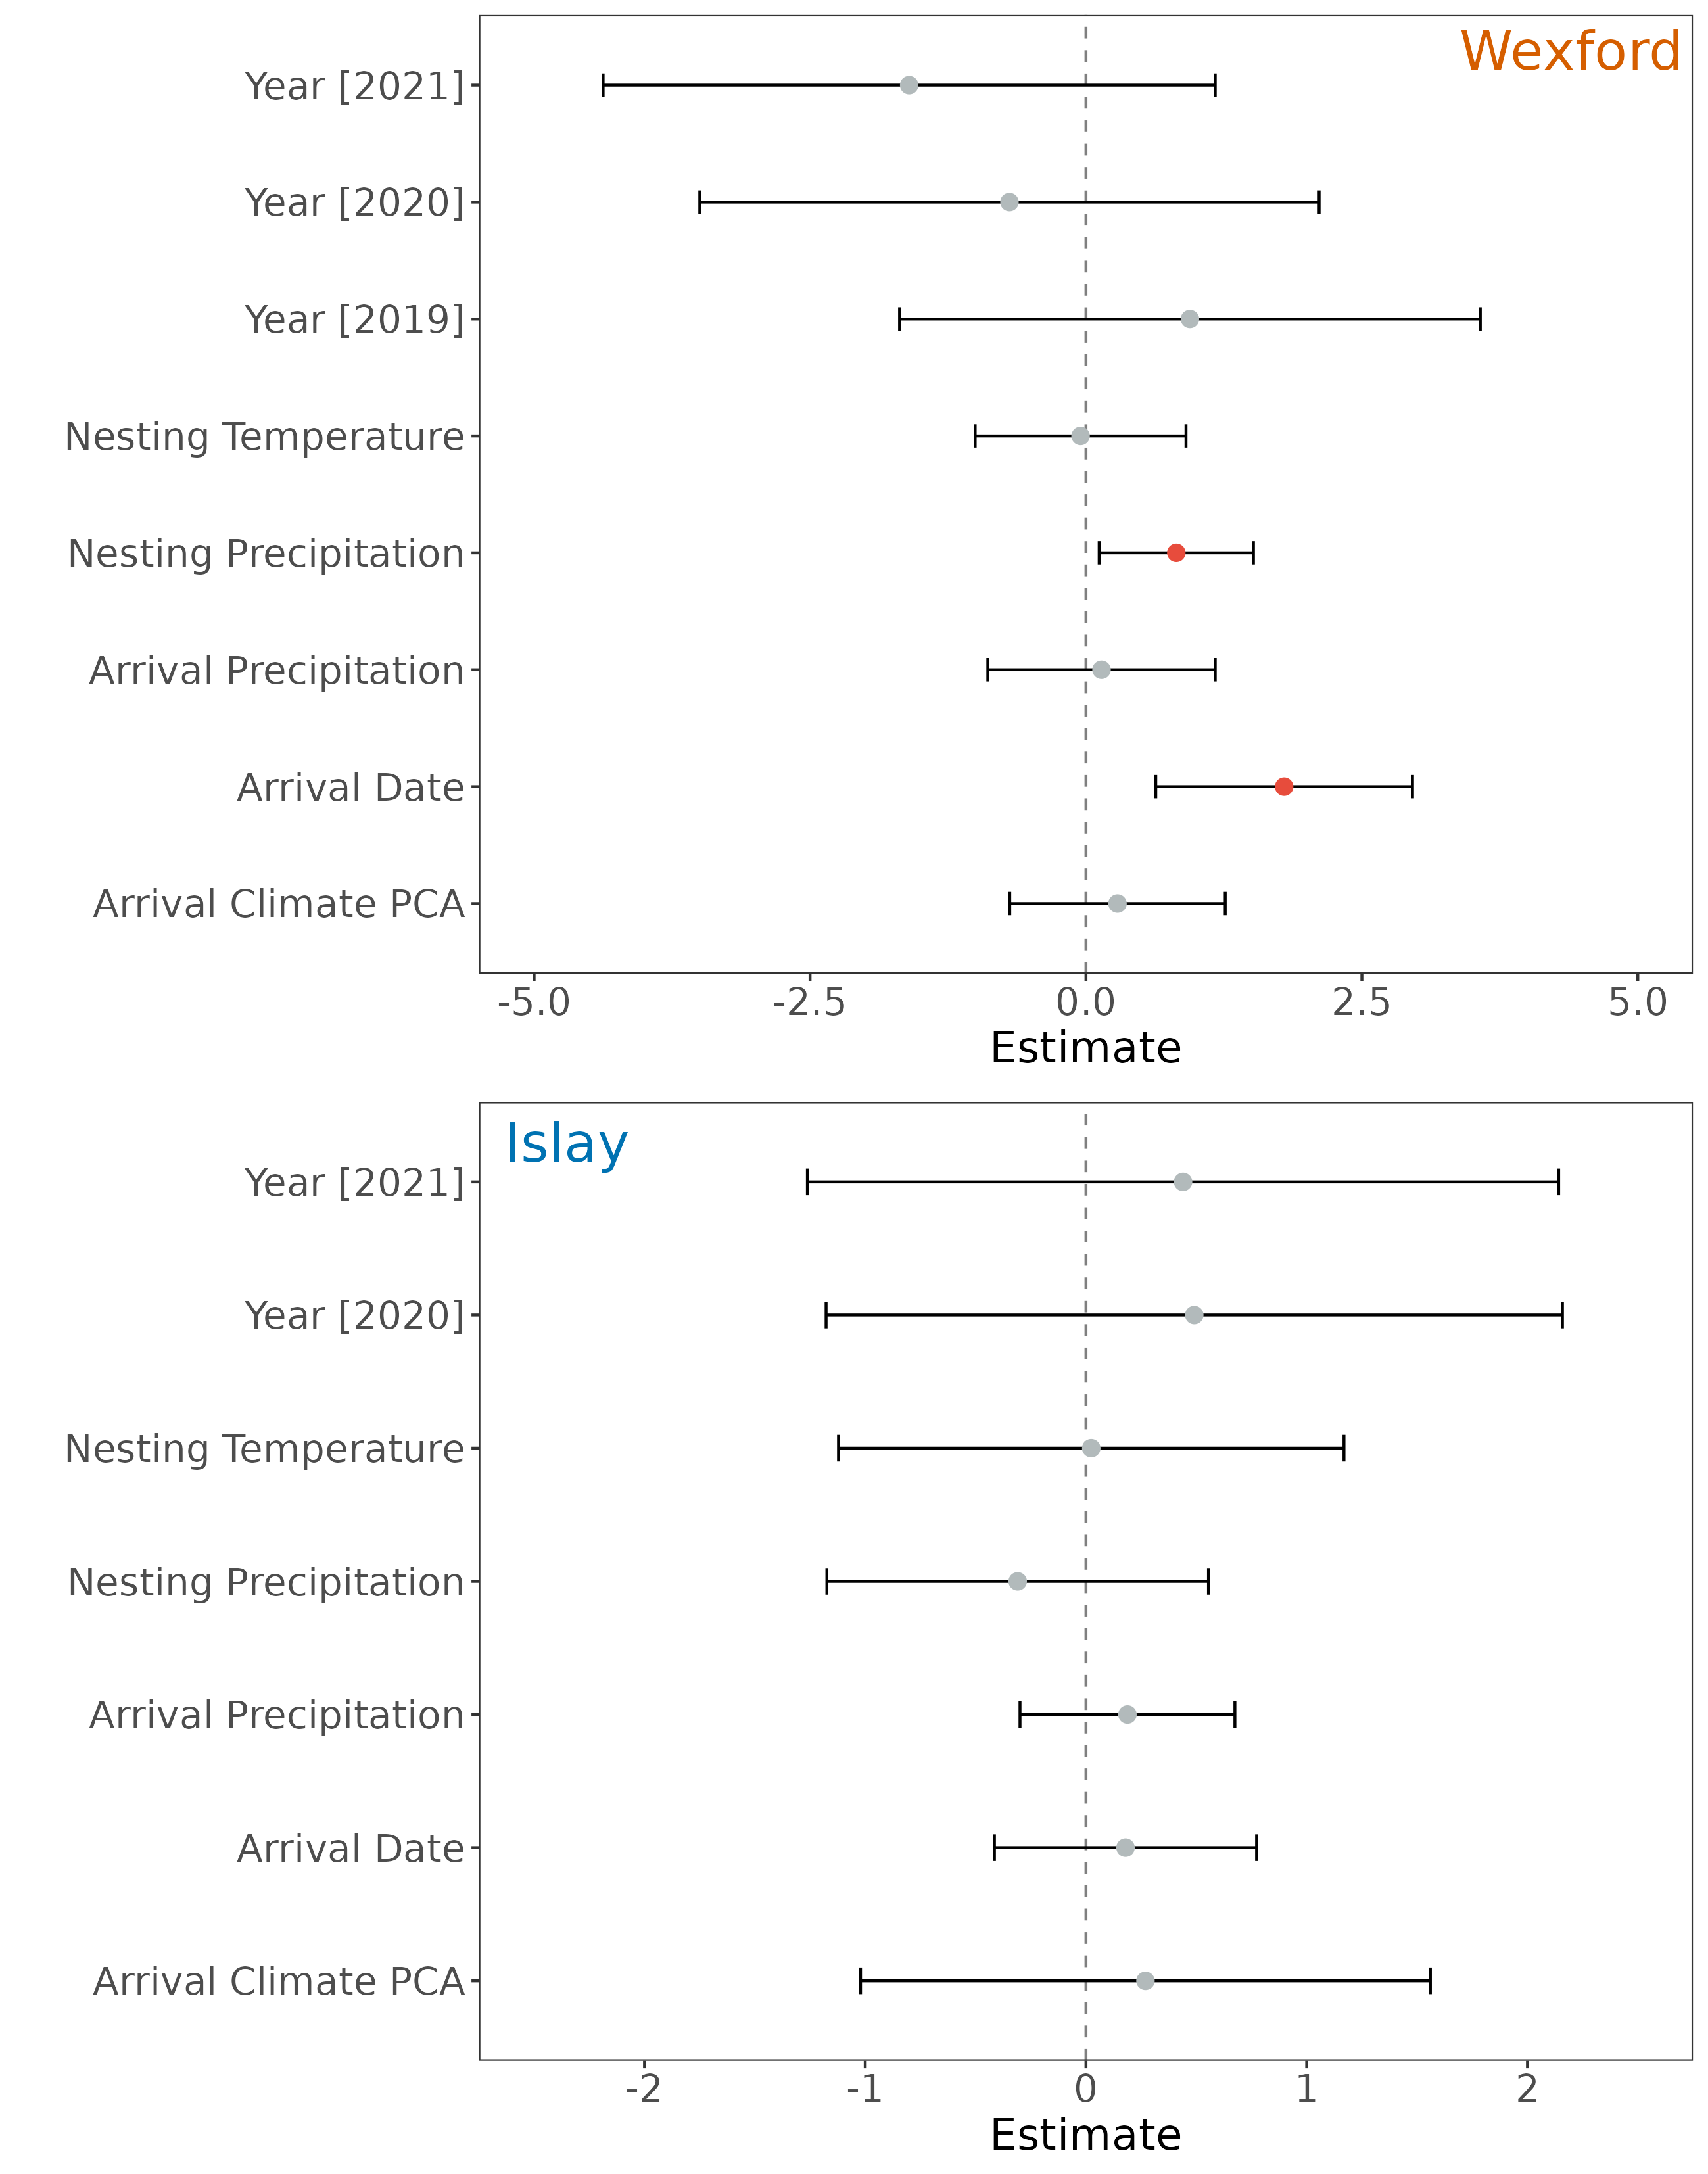 Wexford
Year [2021]
Year [2020]
Year [2019]
Nesting Temperature
Nesting Precipitation
Arrival Precipitation
Arrival Date
Arrival Climate PCA
-5.0 -2.5 0.0 2.5 5.0
Estimate
Islay
Year [2021]
Year [2020]
Nesting Temperature
Nesting Precipitation
Arrival Precipitation
Arrival Date
Arrival Climate PCA
-2 -1 0 1 2
Estimate